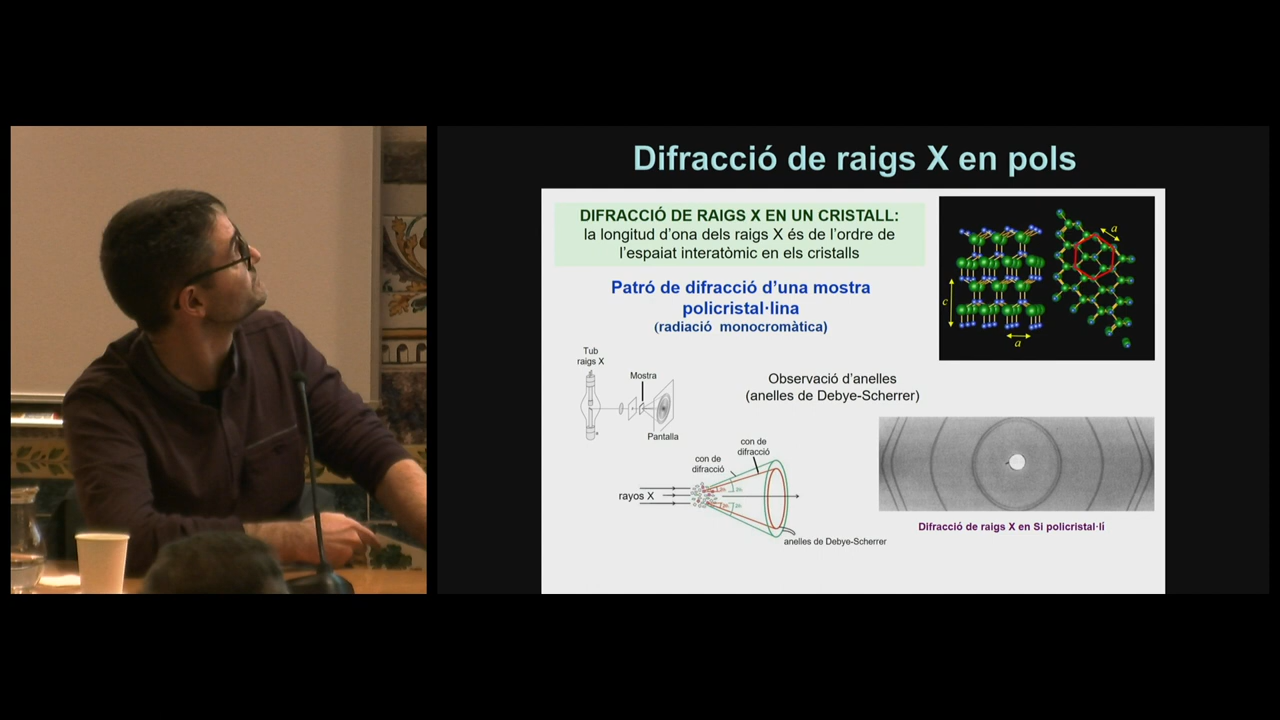 Difracció de raigs X en pols
DIFRACCIÓ DE RAIGS X EN UN CRISTALL:
la longitud d'ona dels raigs X és de l'ordre de
l'espaiat interatòmic en els cristalls
Patró de difracció d'una mostra
policristal·lina
(radiació monocromàtica)
a
c
a
Tub
raigs X
Mostra
Pantalla
Observació d'anelles
(anelles de Debye-Scherrer)
con de
difracció
con de
difracció
rayos X
anelles de Debye-Scherrer
Difracció de raigs X en Si policristal·lí